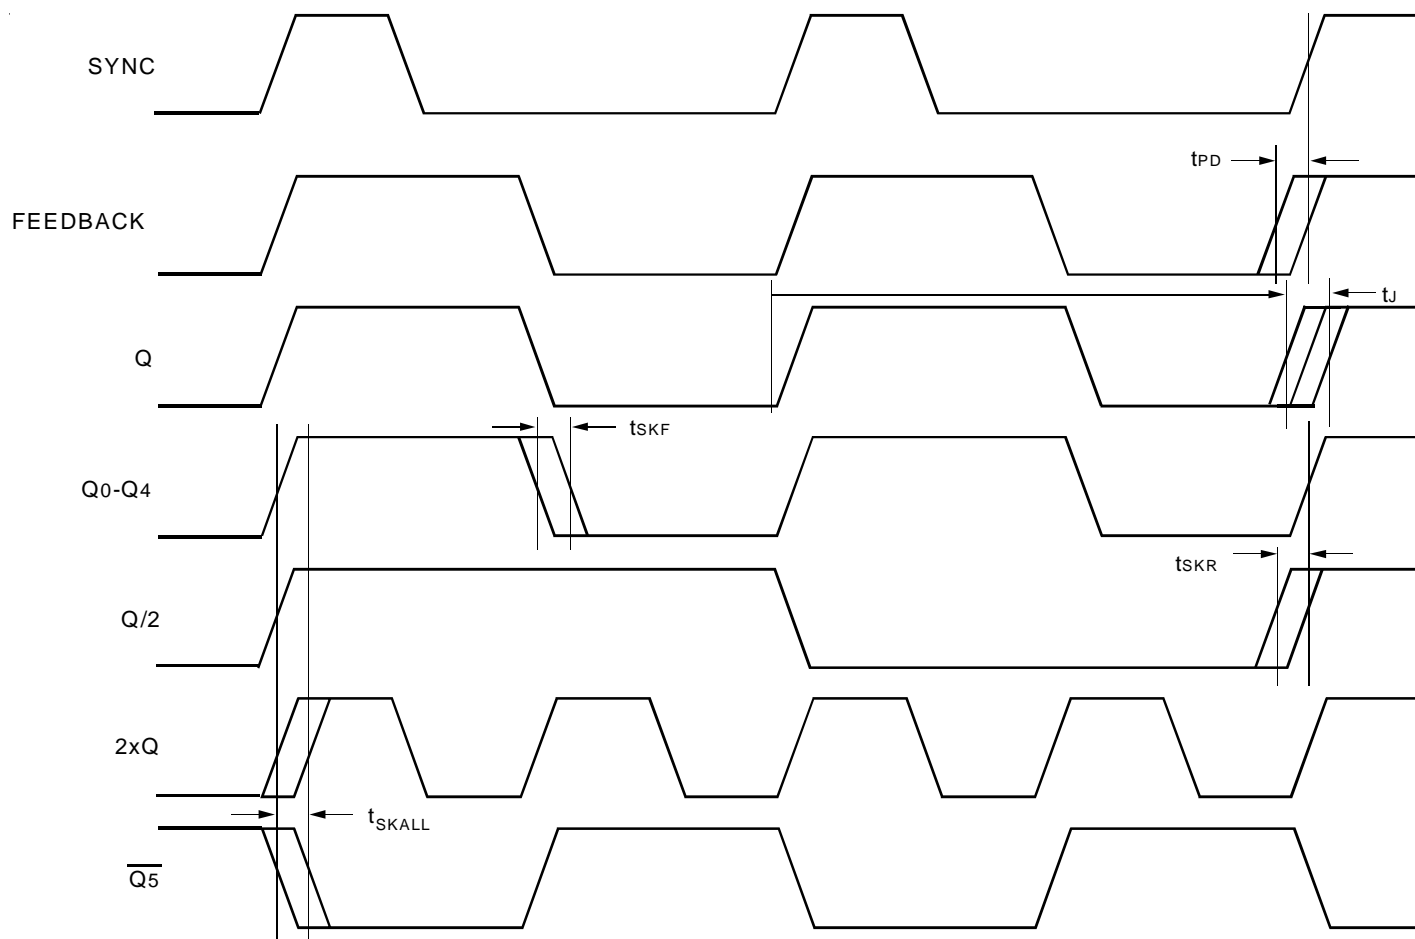 SYNC
tPD
FEEDBACK
tJ
Q
tSKF
Q0-Q4
tSKR
Q/2
2xQ
tSKALL
Q5